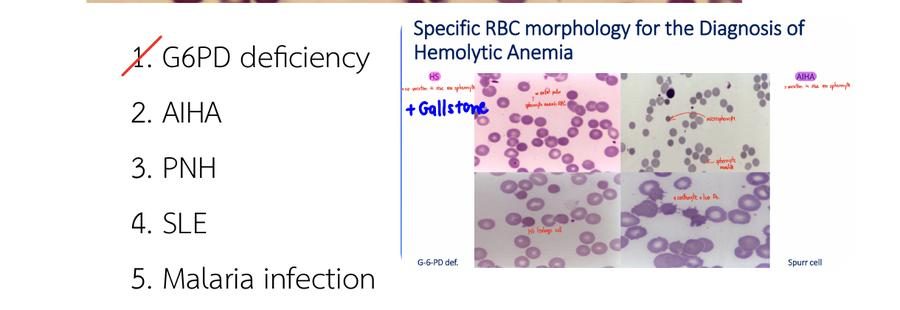 1. G6PD deficiency
2. AIHA
3. PNH
4. SLE
5. Malaria infection
Specific RBC morphology for the Diagnosis of
Hemolytic Anemia
HS
+ Gallstone
AIHA
microspherocyte
G-6-PD def.
Spurr cell